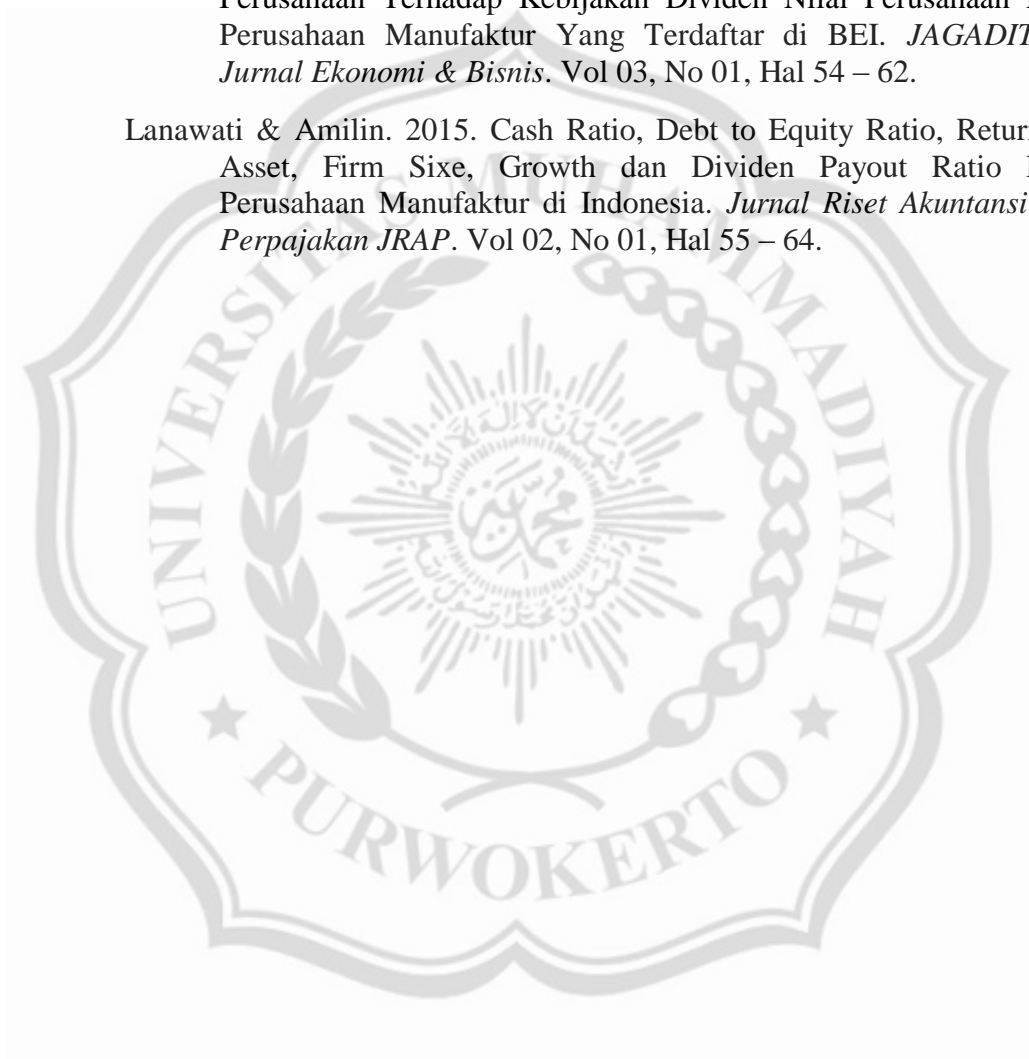 Perusahaan Terhadap Kebijakan Dividen Nilai Perusahaan
Perusahaan Manufaktur Yang Terdaftar di BEI. JAGADIT
Jurnal Ekonomi & Bisnis. Vol 03, No 01, Hal 54 – 62.
Lanawati & Amilin. 2015. Cash Ratio, Debt to Equity Ratio, Retur
Asset, Firm Sixe, Growth dan Dividen Payout Ratio
Perusahaan Manufaktur di Indonesia. Jurnal Riset Akuntansi
Perpajakan JRAP. Vol 02, No 01, Hal 55 – 64.
UNIVERSITAS MUHAMMADIYAH
PURWOKERTO